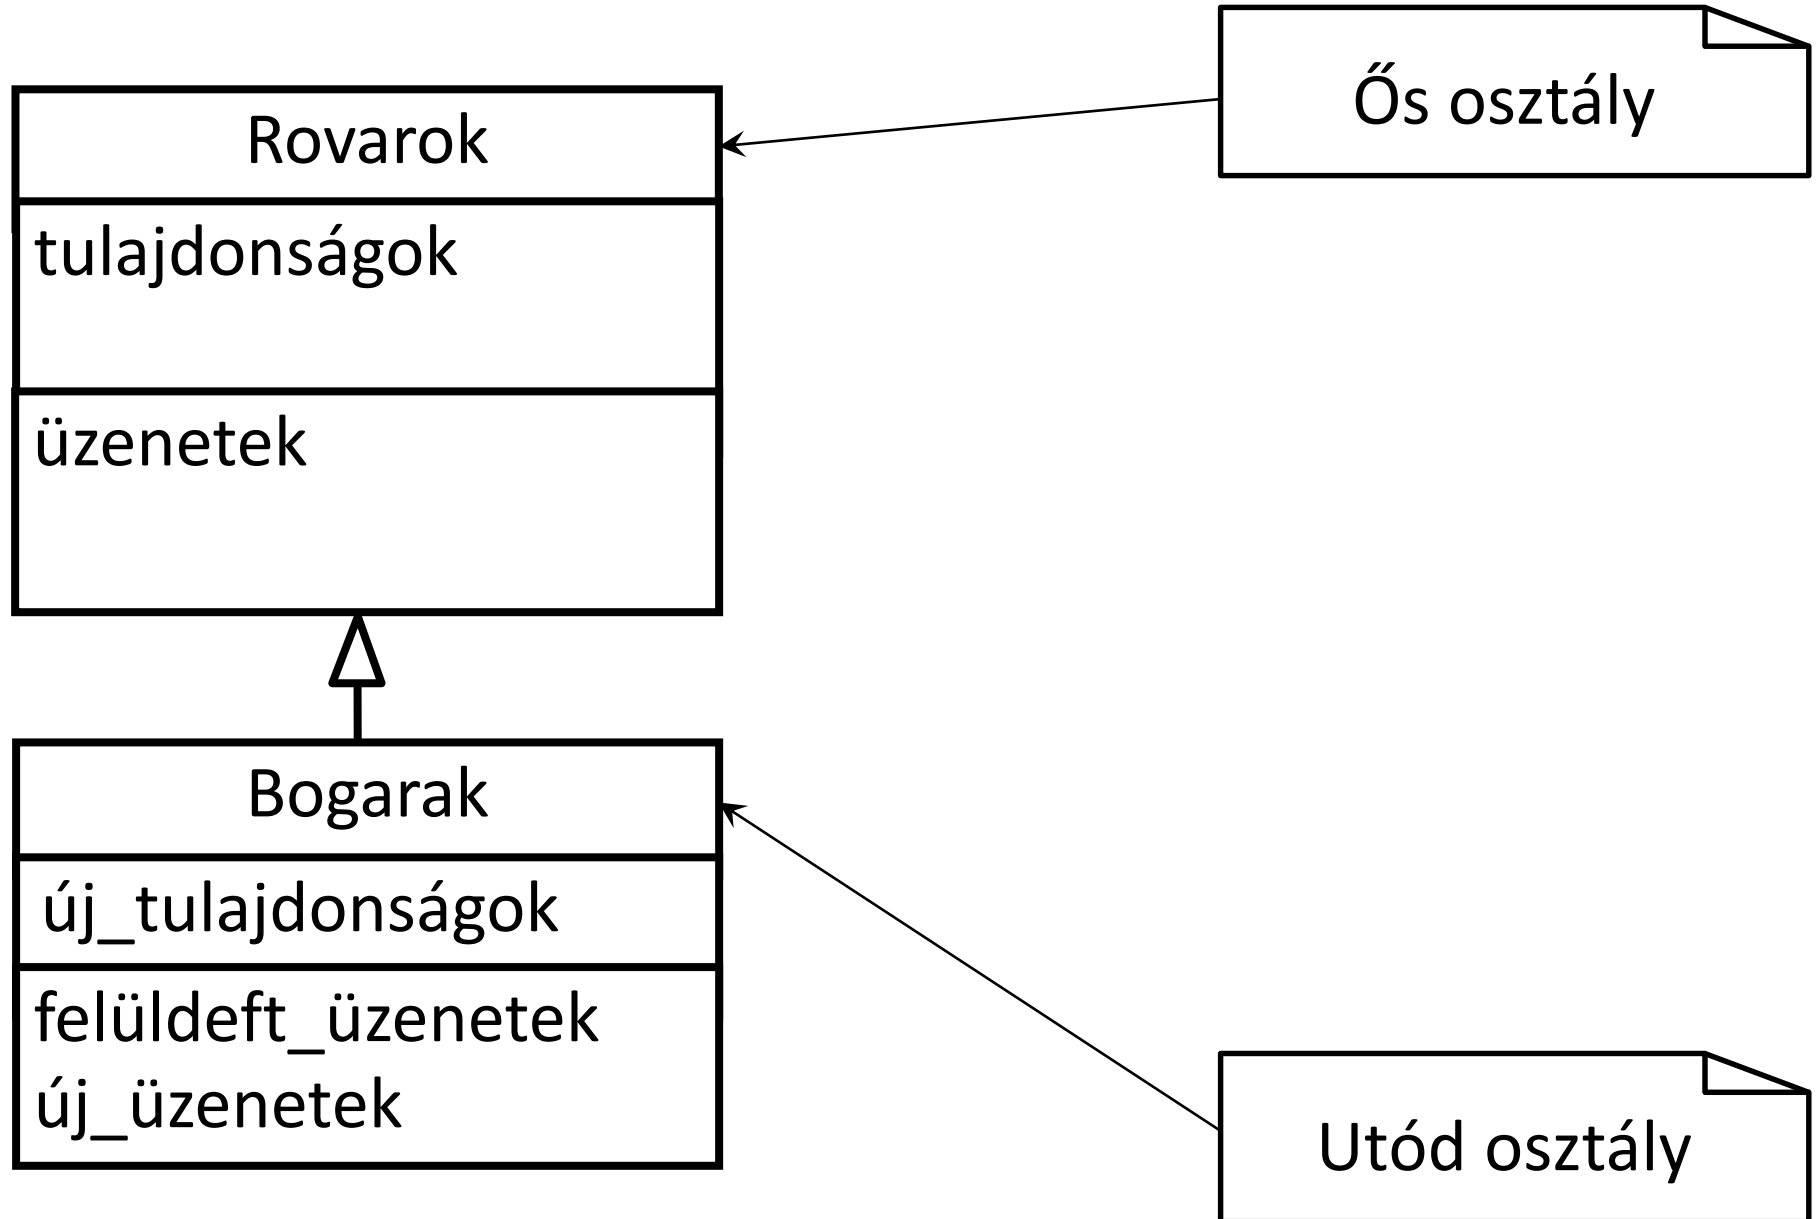 Ős osztály
Rovarok
tulajdonságok
üzenetek
Bogarak
új_tulajdonságok
felüldeft_üzenetek
új_üzenetek
Utód osztály